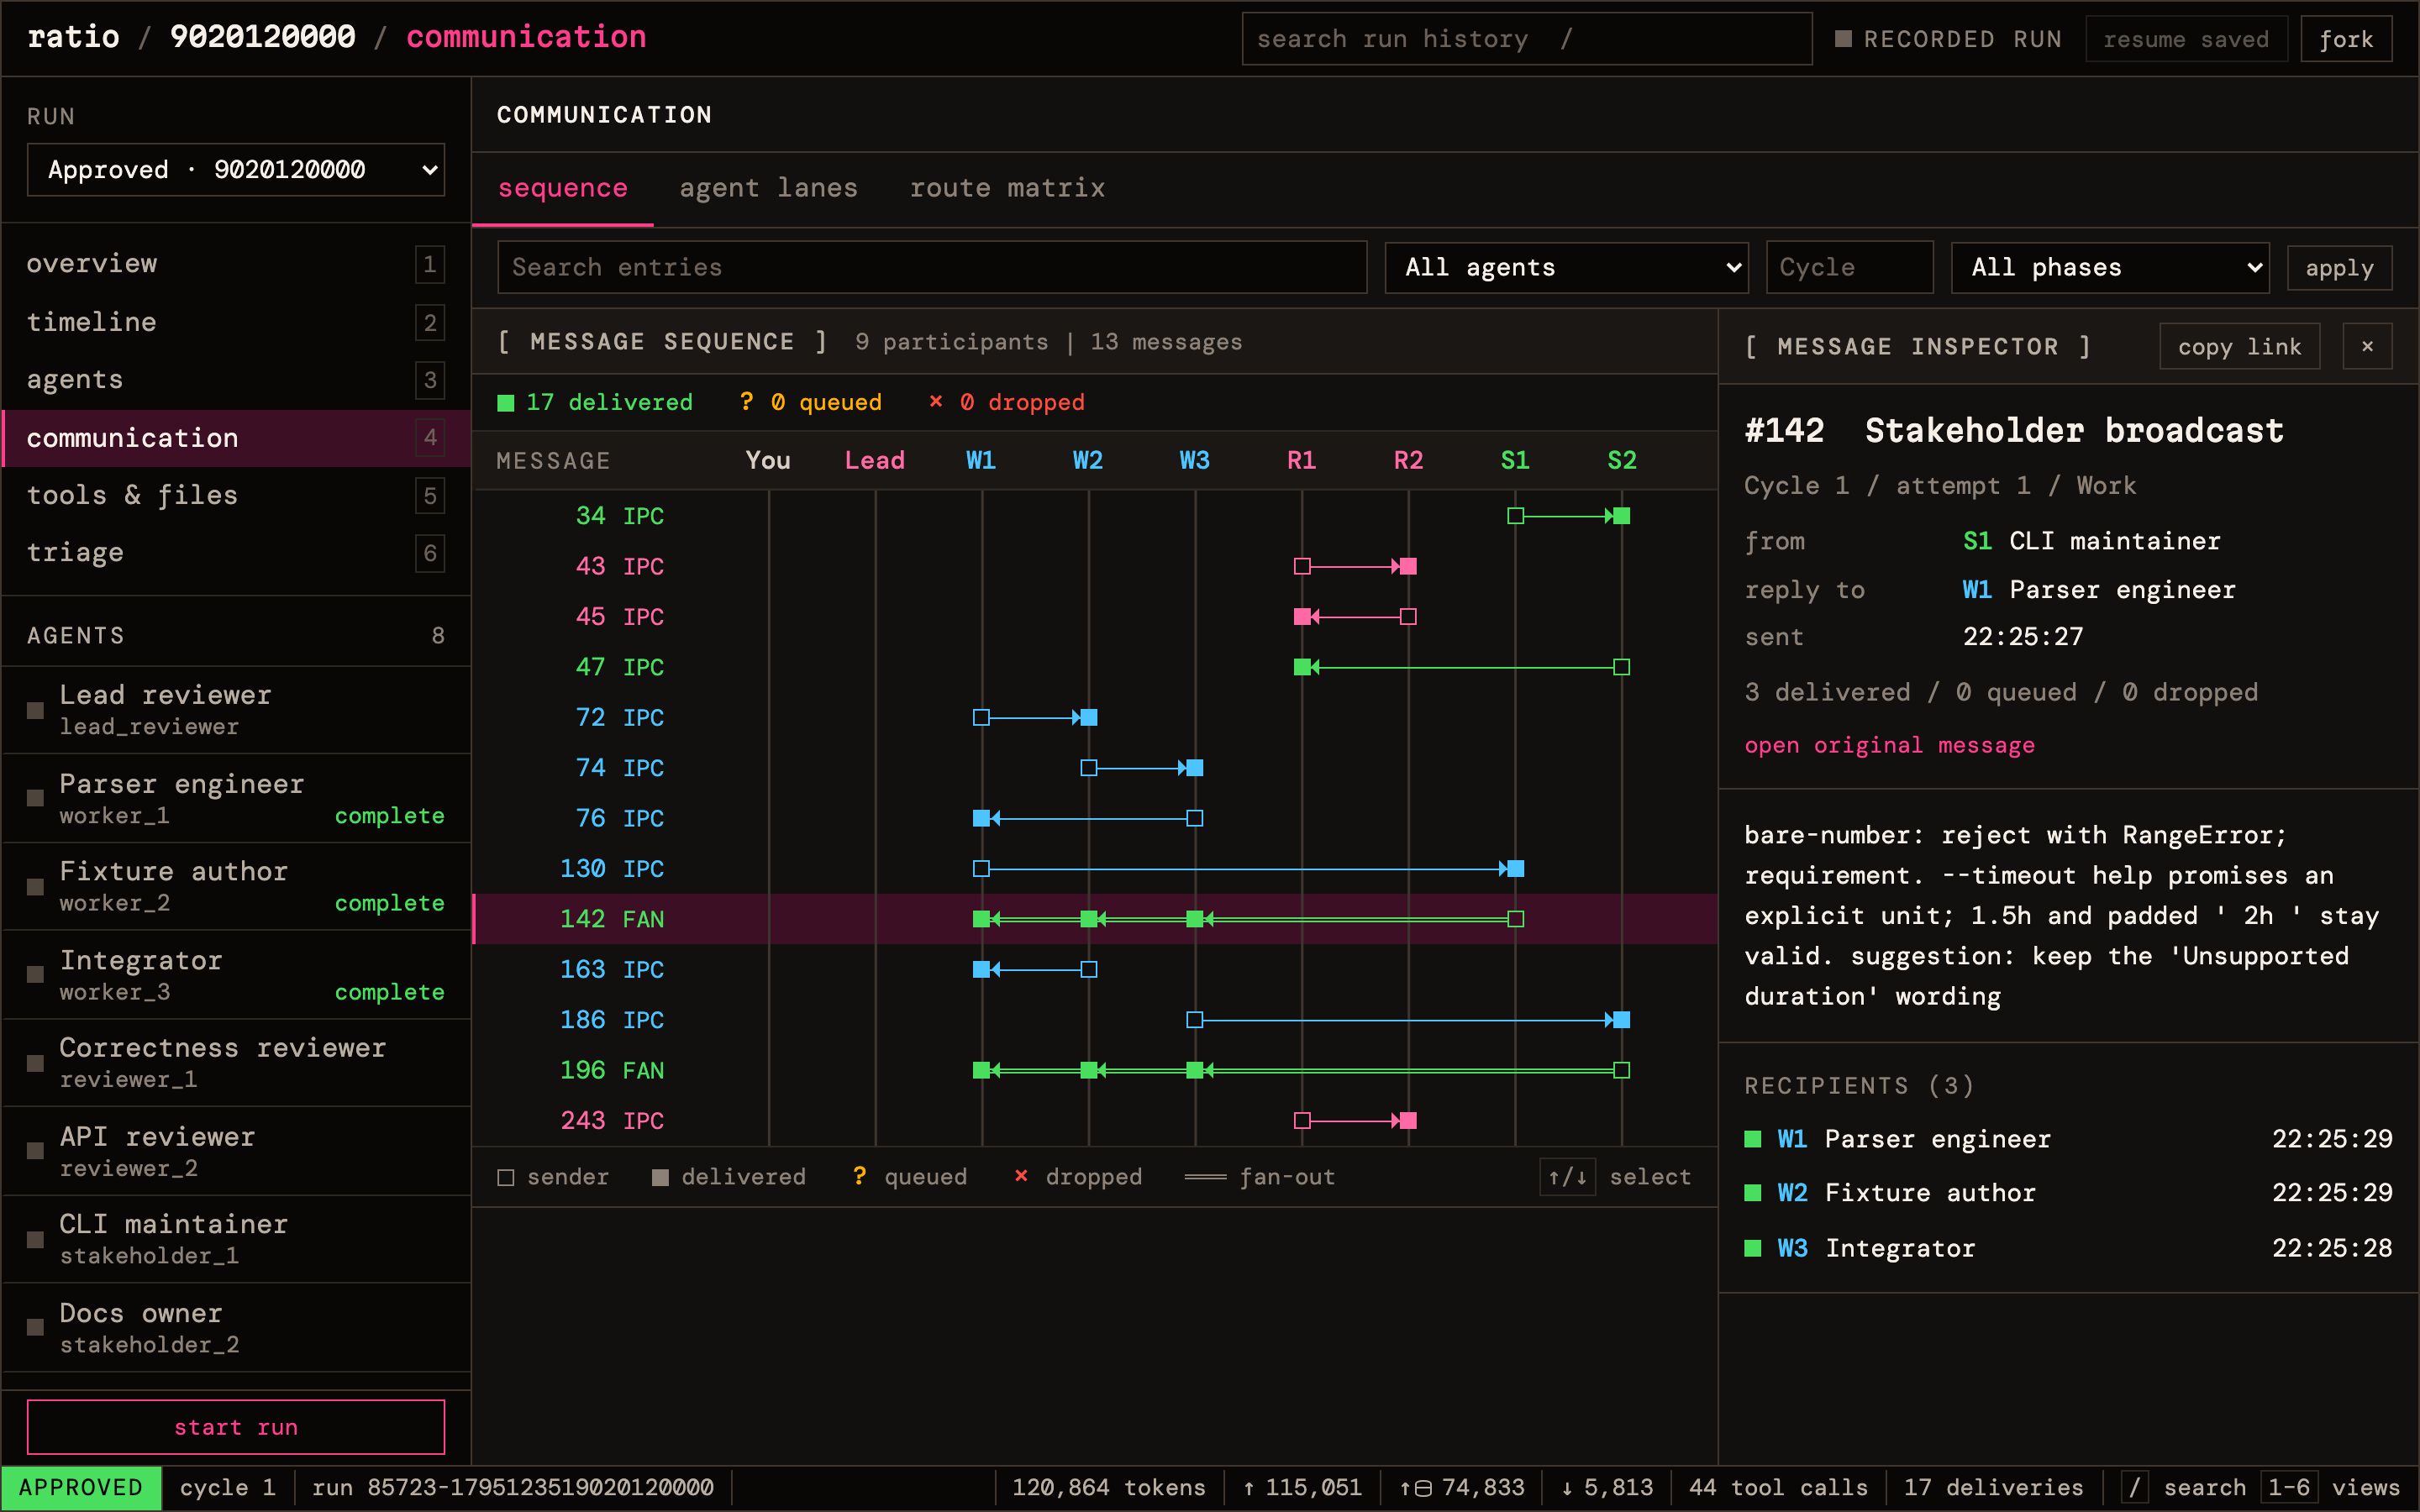 ratio / 9020120000 / communication
search run history /
RECORDED RUN
resume saved
fork
RUN
Approved · 9020120000
overview 1
timeline 2
agents 3
communication 4
tools & files 5
triage 6
AGENTS 8
Lead reviewer
lead_reviewer
Parser engineer
worker_1 complete
Fixture author
worker_2 complete
Integrator
worker_3 complete
Correctness reviewer
reviewer_1
API reviewer
reviewer_2
CLI maintainer
stakeholder_1
Docs owner
stakeholder_2
start run
COMMUNICATION
sequence agent lanes route matrix
Search entries
All agents
Cycle
All phases
apply
[ MESSAGE SEQUENCE ] 9 participants | 13 messages
17 delivered ? 0 queued × 0 dropped
MESSAGE You Lead W1 W2 W3 R1 R2 S1 S2
34 IPC
43 IPC
45 IPC
47 IPC
72 IPC
74 IPC
76 IPC
130 IPC
142 FAN
163 IPC
186 IPC
196 FAN
243 IPC
sender delivered ? queued × dropped fan-out ↑/↓ select
[ MESSAGE INSPECTOR ] copy link ×
#142 Stakeholder broadcast
Cycle 1 / attempt 1 / Work
from S1 CLI maintainer
reply to W1 Parser engineer
sent 22:25:27
3 delivered / 0 queued / 0 dropped
open original message
bare-number: reject with RangeError;
requirement. --timeout help promises an
explicit unit; 1.5h and padded ' 2h ' stay
valid. suggestion: keep the 'Unsupported
duration' wording
RECIPIENTS (3)
W1 Parser engineer 22:25:29
W2 Fixture author 22:25:29
W3 Integrator 22:25:28
APPROVED cycle 1 run 85723-1795123519020120000 120,864 tokens ↑ 115,051 ↑ 74,833 ↓ 5,813 44 tool calls 17 deliveries / search 1-6 views